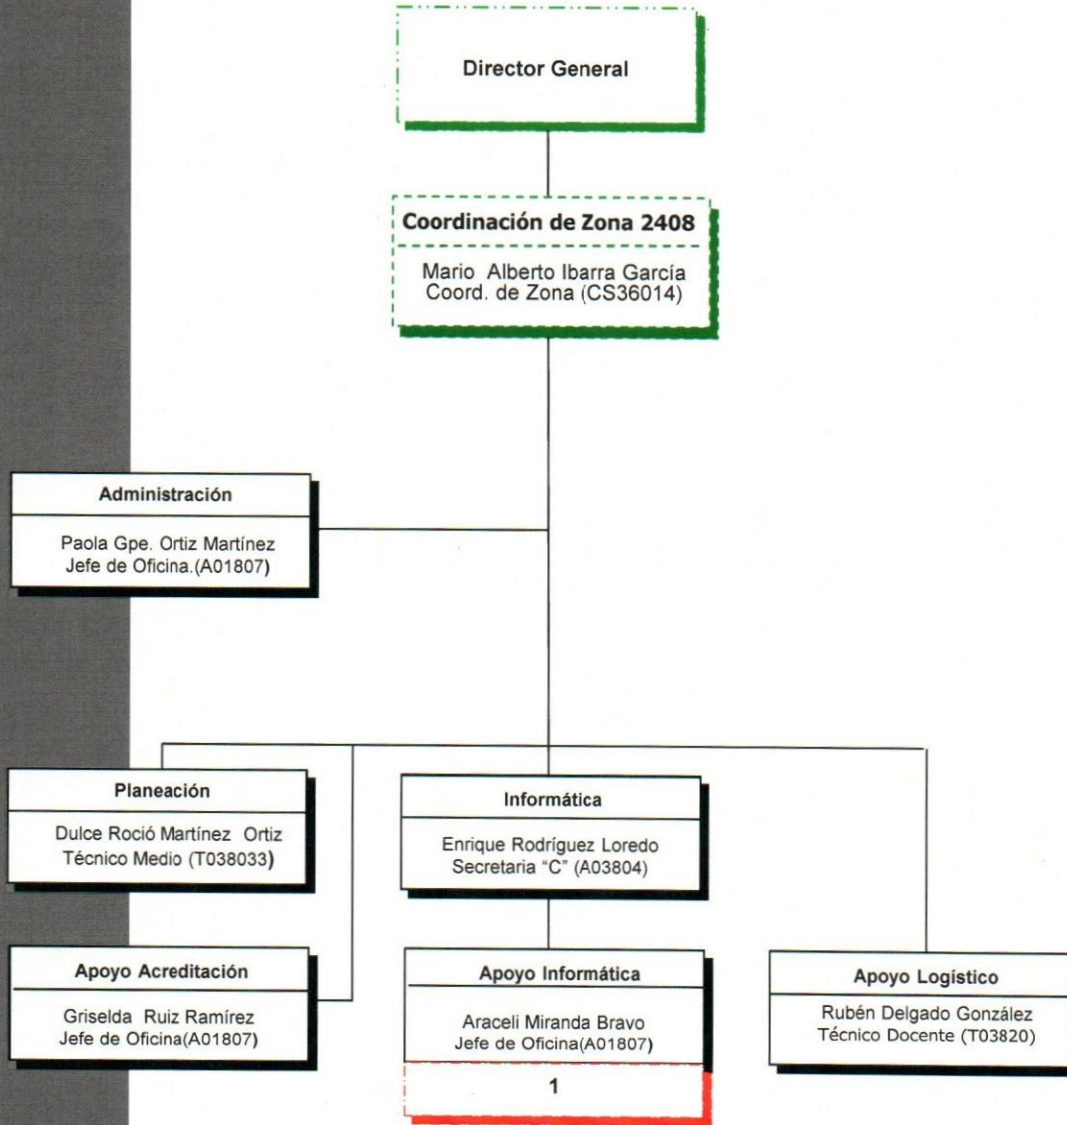 Director General
Coordinación de Zona 2408
Mario Alberto Ibarra García
Coord. de Zona (CS36014)
Administración
Paola Gpe. Ortiz Martínez
Jefe de Oficina.(A01807)
Planeación
Dulce Roció Martínez Ortiz
Técnico Medio (T038033)
Informática
Enrique Rodríguez Loredo
Secretaria “C” (A03804)
Apoyo Acreditación
Griselda Ruiz Ramírez
Jefe de Oficina(A01807)
Apoyo Informática
Araceli Miranda Bravo
Jefe de Oficina(A01807)
1
Apoyo Logístico
Rubén Delgado González
Técnico Docente (T03820)